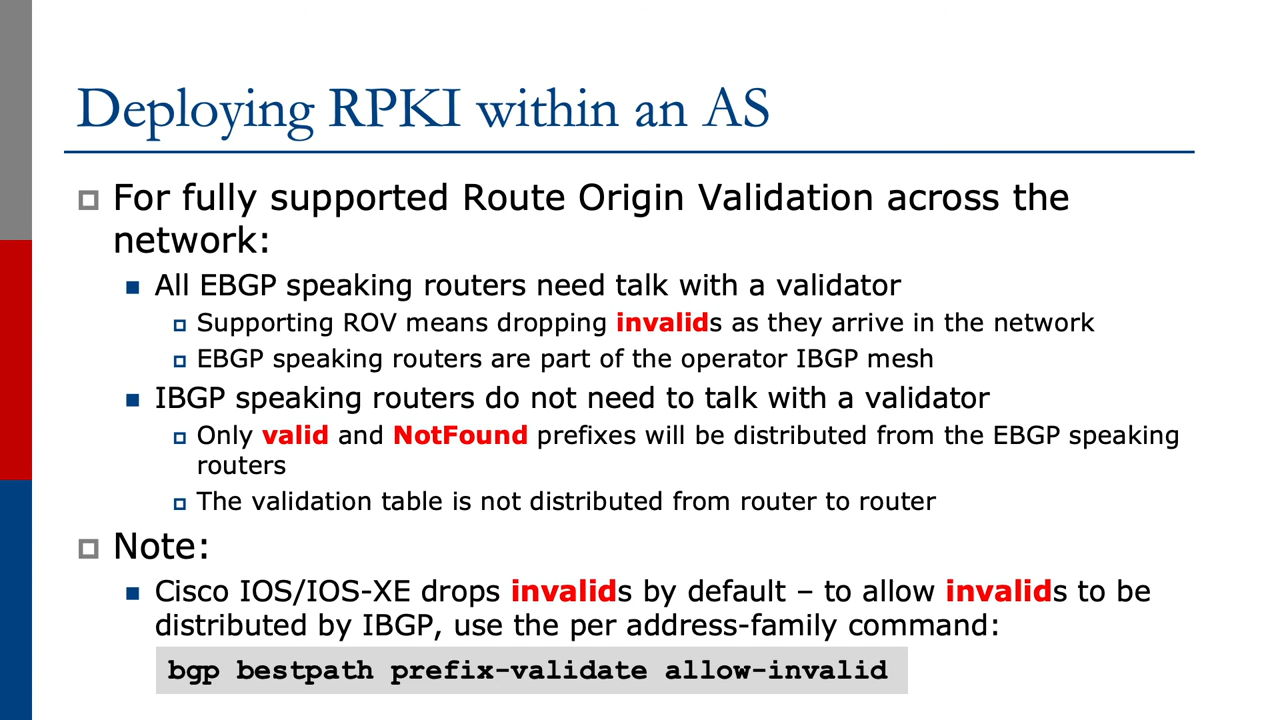 Deploying RPKI within an AS
For fully supported Route Origin Validation across the
network:
All EBGP speaking routers need talk with a validator
Supporting ROV means dropping invalids as they arrive in the network
EBGP speaking routers are part of the operator IBGP mesh
IBGP speaking routers do not need to talk with a validator
Only valid and NotFound prefixes will be distributed from the EBGP speaking
routers
The validation table is not distributed from router to router
Note:
Cisco IOS/IOS-XE drops invalids by default – to allow invalids to be
distributed by IBGP, use the per address-family command:
bgp bestpath prefix-validate allow-invalid